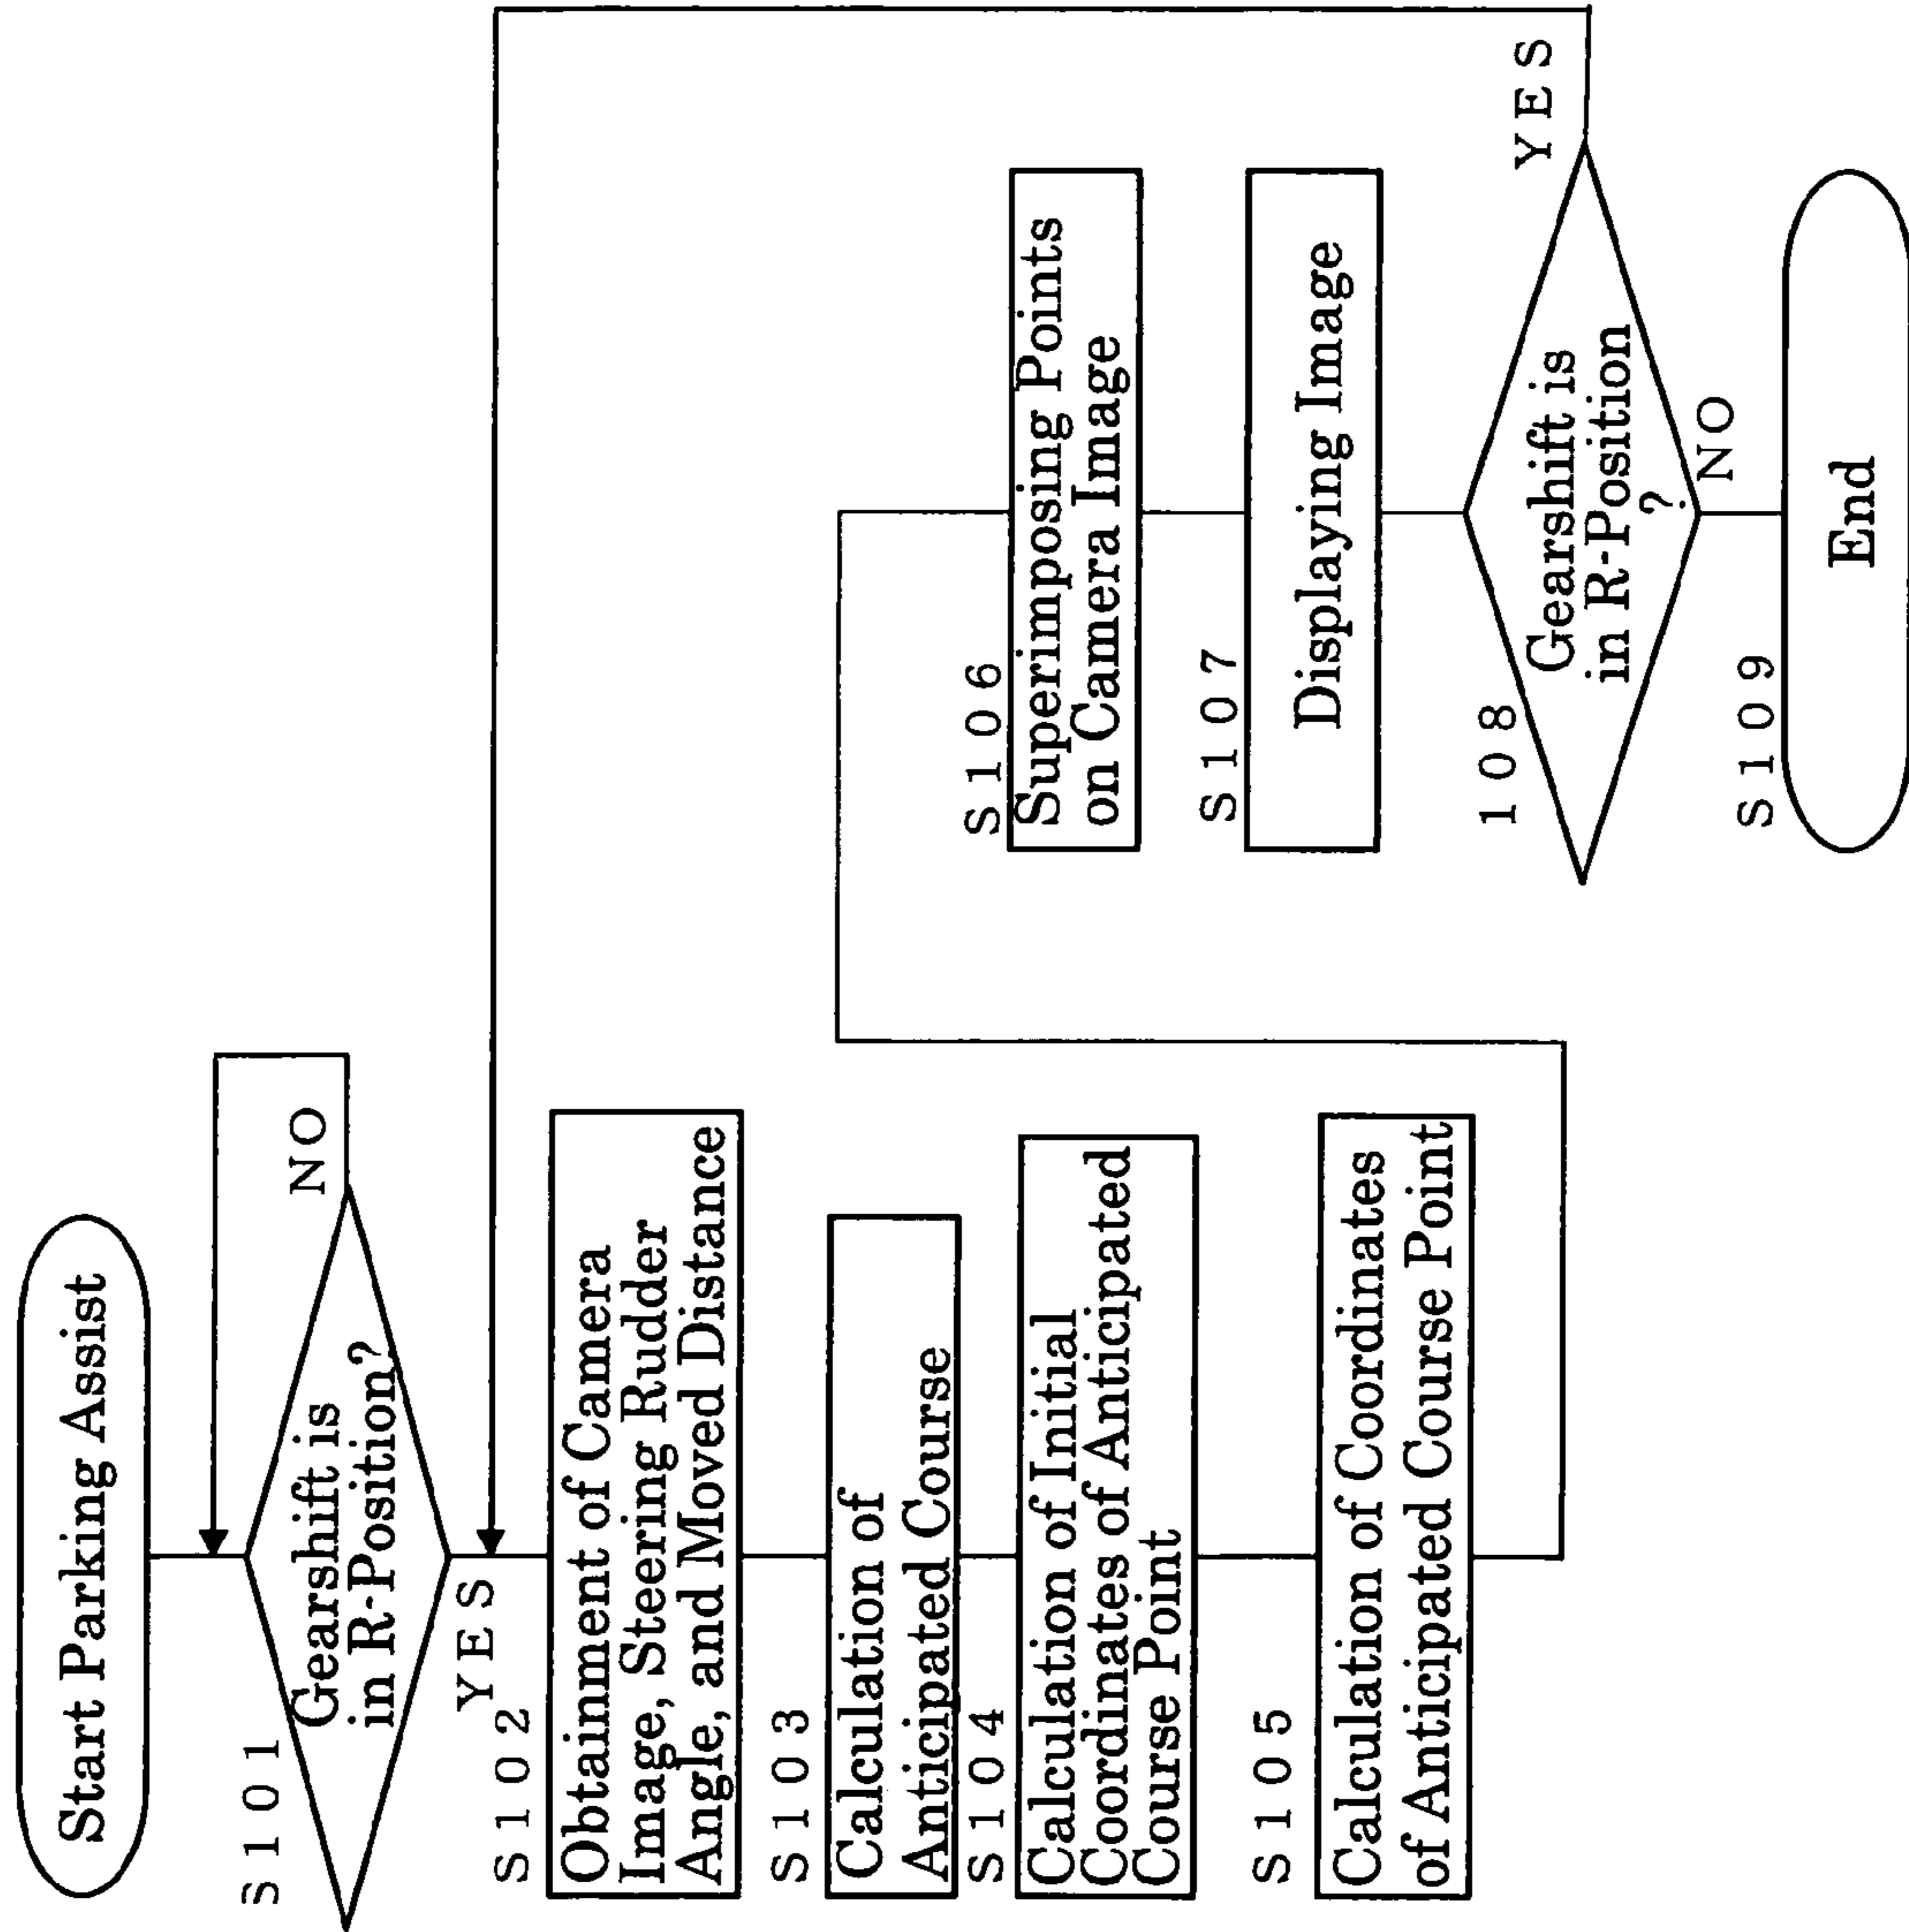 Start Parking Assist
S101
Gearshift is
in R-Position?
NO
YES
S102
Obtainment of Camera
Image, Steering Rudder
Angle, and Moved Distance
S103
Calculation of
Anticipated Course
S104
Calculation of Initial
Coordinates of Anticipated
Course Point
S105
Calculation of Coordinates
of Anticipated Course Point
S106
Superimposing Points
on Camera Image
S107
Displaying Image
108
Gearshift is
in R-Position
?
YES
NO
S109
End